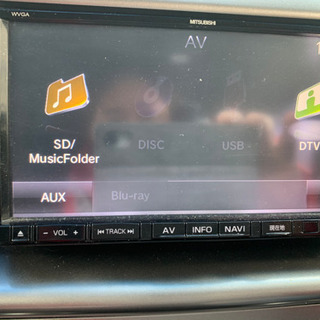 WVGA
MITSUBISHI
AV
SD/
MusicFolder
DISC
USB
DTV
AUX
Blu-ray
− VOL +
TRACK
AV
INFO
NAVI
現在地